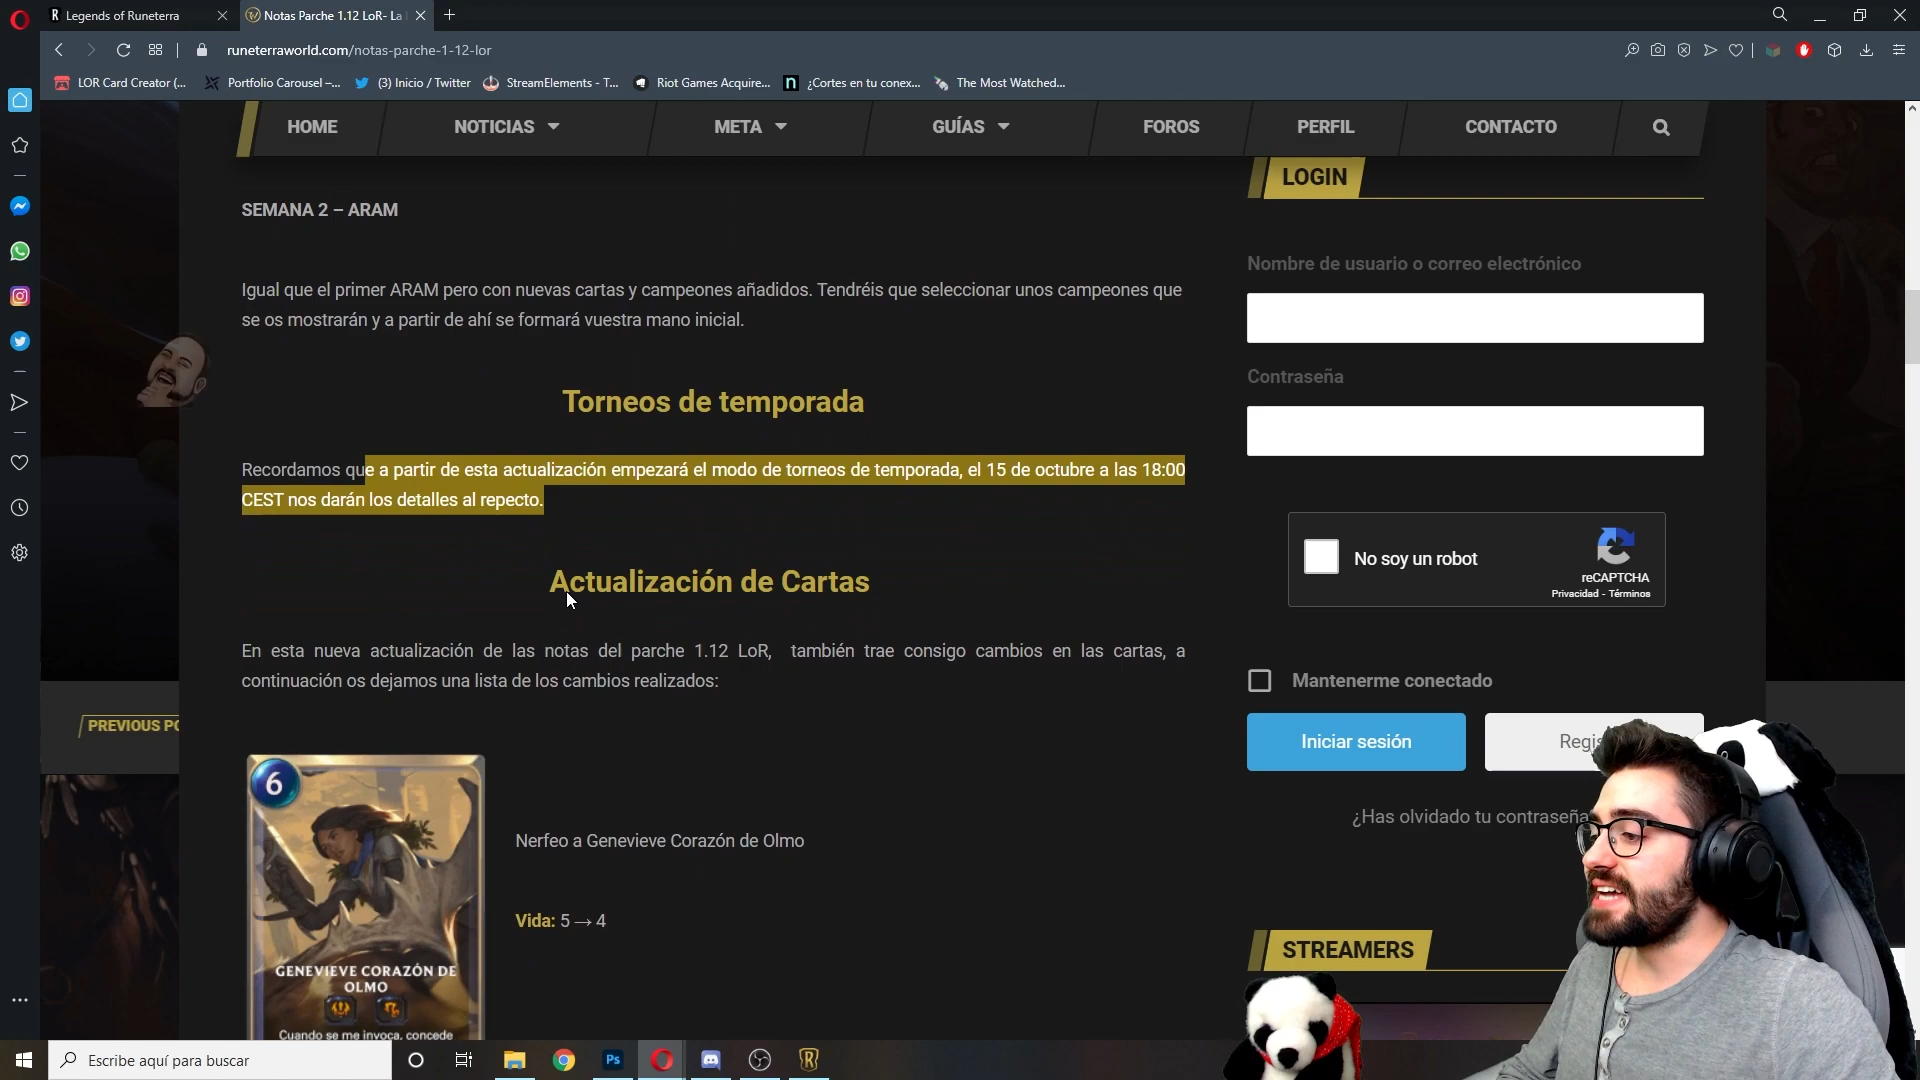 Legends of Runeterra
Notas Parche 1.12 LoR- La
runeterraworld.com/notas-parche-1-12-lor
LOR Card Creator (...
Portfolio Carousel –...
(3) Inicio / Twitter
StreamElements - T...
Riot Games Acquire...
¿Cortes en tu conex...
The Most Watched...
HOME
NOTICIAS
META
GUÍAS
FOROS
PERFIL
CONTACTO
SEMANA 2 – ARAM
Igual que el primer ARAM pero con nuevas cartas y campeones añadidos. Tendréis que seleccionar unos campeones que
se os mostrarán y a partir de ahí se formará vuestra mano inicial.
Torneos de temporada
Recordamos que a partir de esta actualización empezará el modo de torneos de temporada, el 15 de octubre a las 18:00
CEST nos darán los detalles al repecto.
Actualización de Cartas
En esta nueva actualización de las notas del parche 1.12 LoR, también trae consigo cambios en las cartas, a
continuación os dejamos una lista de los cambios realizados:
PREVIOUS PO
6
GENEVIEVE CORAZÓN DE
OLMO
Cuando se me invoca, concede
Nerfeo a Genevieve Corazón de Olmo
Vida: 5 → 4
LOGIN
Nombre de usuario o correo electrónico
Contraseña
No soy un robot
reCAPTCHA
Privacidad - Términos
Mantenerme conectado
Iniciar sesión
Regis
¿Has olvidado tu contraseña
STREAMERS
Escribe aquí para buscar
Ps